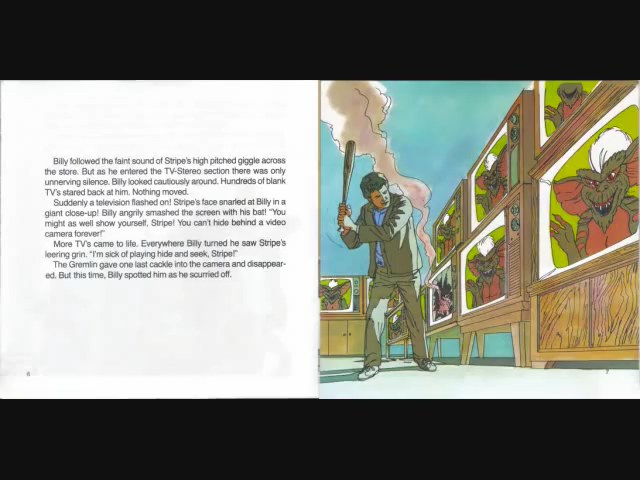 Billy followed the faint sound of Stripe's high pitched giggle across
the store. But as he entered the TV-Stereo section there was only
unnerving silence. Billy looked cautiously around. Hundreds of blank
TV's stared back at him. Nothing moved.
Suddenly a television flashed on! Stripe's face snarled at Billy in a
giant close-up! Billy angrily smashed the screen with his bat! "You
might as well show yourself, Stripe! You can't hide behind a video
camera forever!"
More TV's came to life. Everywhere Billy turned he saw Stripe's
leering grin. "I'm sick of playing hide and seek, Stripe!"
The Gremlin gave one last cackle into the camera and disappear-
ed. But this time, Billy spotted him as he scurried off.